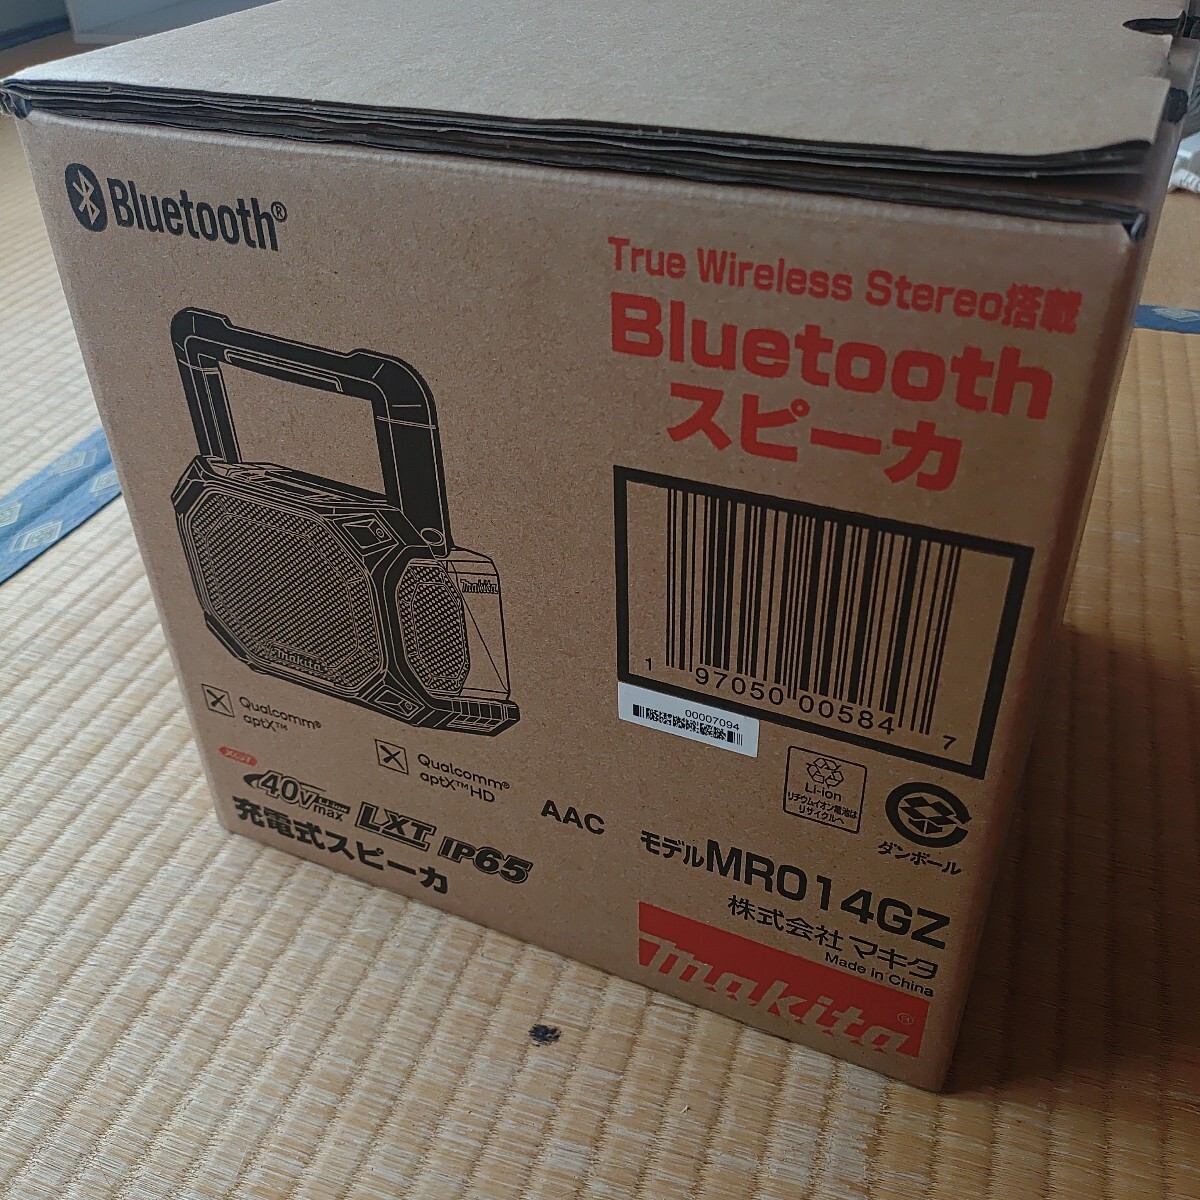 Bluetooth®
True Wireless Stereo搭載
Bluetooth
スピーカ
makita
makita
1 97050 00584 7
00007094
Qualcomm®
aptX™
Qualcomm®
aptX™ HD
AAC
Li-ion
リチウムイオン電池は
リサイクルへ
ダンボール
XGT
40Vmax Li-ion
LXT
IP65
充電式スピーカ
モデルMR014GZ
株式会社マキタ
Made in China
makita®